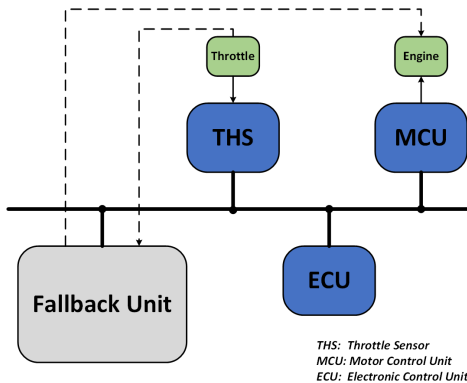 Throttle
Engine
THS
MCU
Fallback Unit
ECU
THS: Throttle Sensor
MCU: Motor Control Unit
ECU: Electronic Control Unit